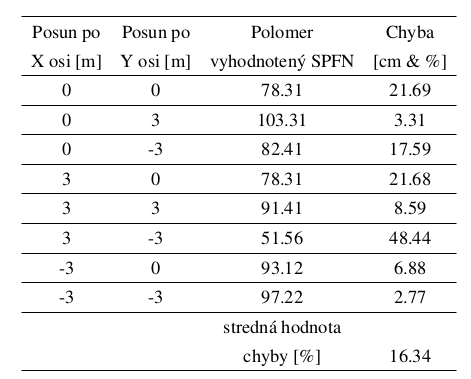 Posun po Posun po Polomer Chyba
X osi [m] Y osi [m] vyhodnotený SPFN [cm & %]
0 0 78.31 21.69
0 3 103.31 3.31
0 -3 82.41 17.59
3 0 78.31 21.68
3 3 91.41 8.59
3 -3 51.56 48.44
-3 0 93.12 6.88
-3 -3 97.22 2.77
stredná hodnota
chyby [%] 16.34